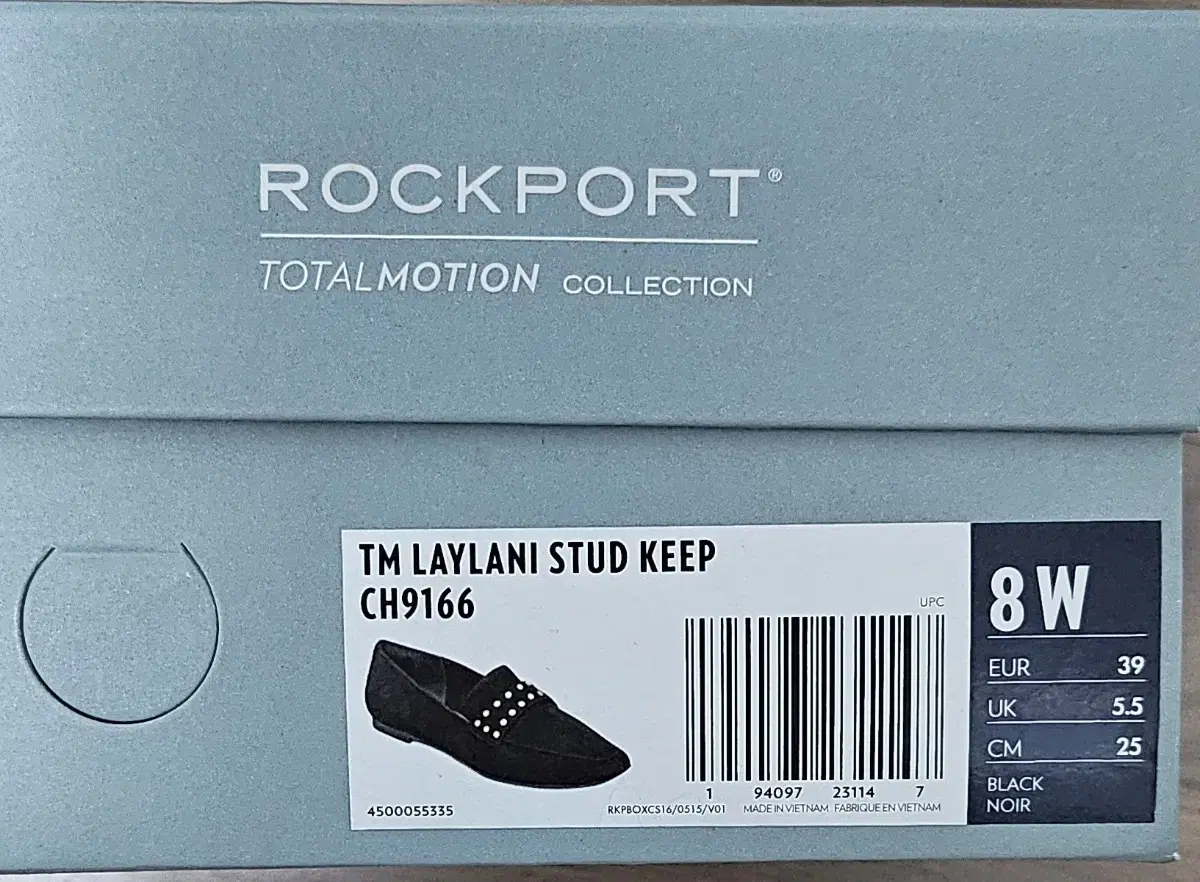 ROCKPORT®
TOTALMOTION COLLECTION
TM LAYLANI STUD KEEP
CH9166
UPC
1 94097 23114 7
4500055335
RKPBOXCS16/0515/V01 MADE IN VIETNAM FABRIQUE EN VIETNAM
8 W
EUR 39
UK 5.5
CM 25
BLACK
NOIR